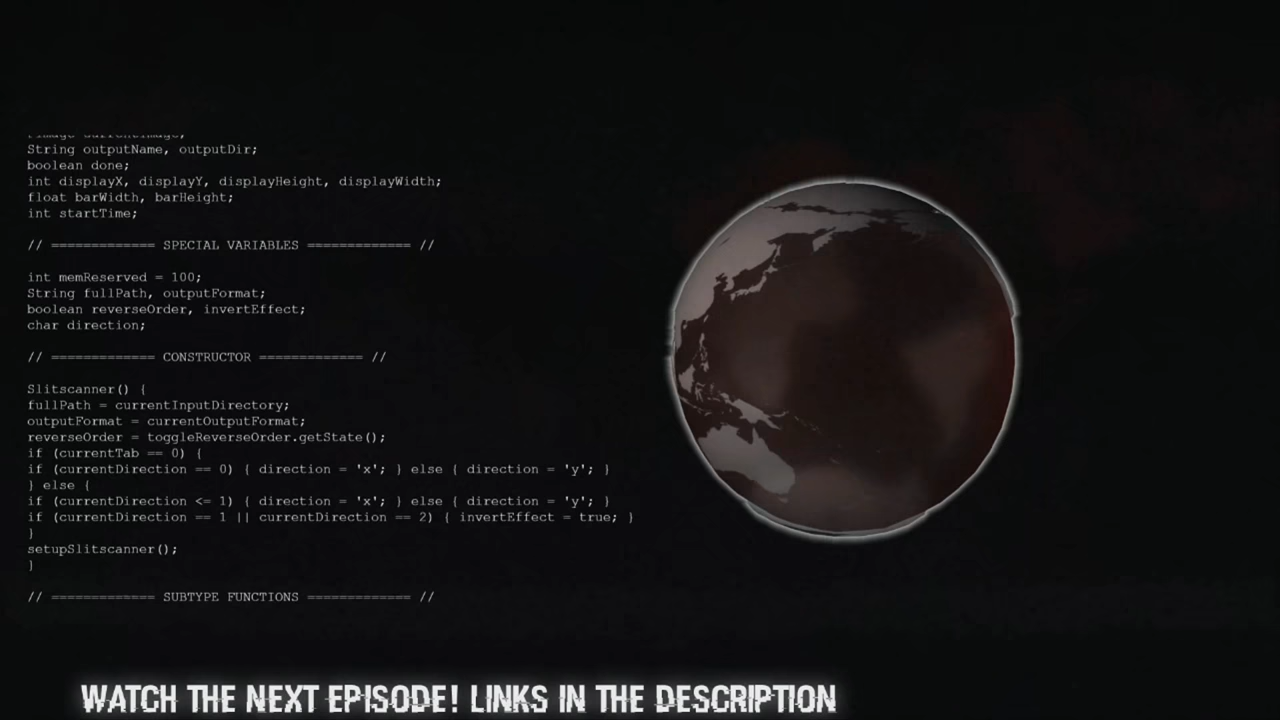 String outputName, outputDir;
boolean done;
int displayX, displayY, displayHeight, displayWidth;
float barWidth, barHeight;
int startTime;
// ============= SPECIAL VARIABLES ============= //
int memReserved = 100;
String fullPath, outputFormat;
boolean reverseOrder, invertEffect;
char direction;
// ============= CONSTRUCTOR ============= //
Slitscanner() {
fullPath = currentInputDirectory;
outputFormat = currentOutputFormat;
reverseOrder = toggleReverseOrder.getState();
if (currentTab == 0) {
if (currentDirection == 0) { direction = 'x'; } else { direction = 'y'; }
} else {
if (currentDirection <= 1) { direction = 'x'; } else { direction = 'y'; }
if (currentDirection == 1 || currentDirection == 2) { invertEffect = true; }
}
setupSlitscanner();
}
// ============= SUBTYPE FUNCTIONS ============= //
WATCH THE NEXT EPISODE! LINKS IN THE DESCRIPTION